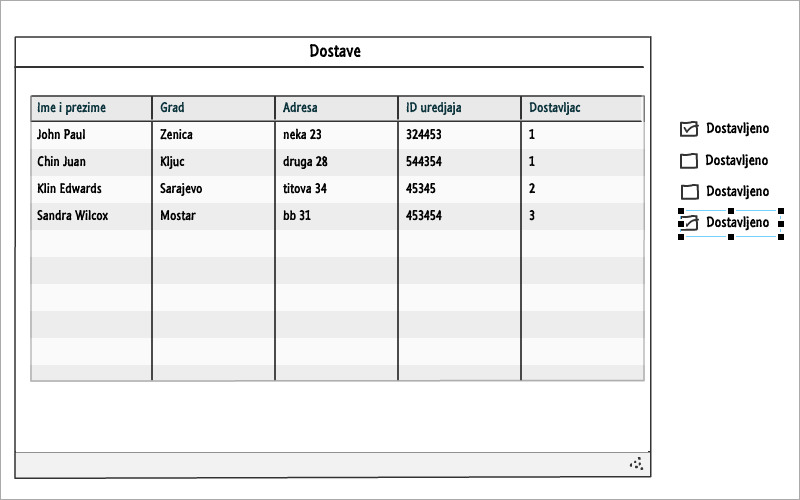 Dostave
Ime i prezime Grad Adresa ID uredjaja Dostavljac
John Paul Zenica neka 23 324453 1
Chin Juan Kljuc druga 28 544354 1
Klin Edwards Sarajevo titova 34 45345 2
Sandra Wilcox Mostar bb 31 453454 3
Dostavljeno
Dostavljeno
Dostavljeno
Dostavljeno